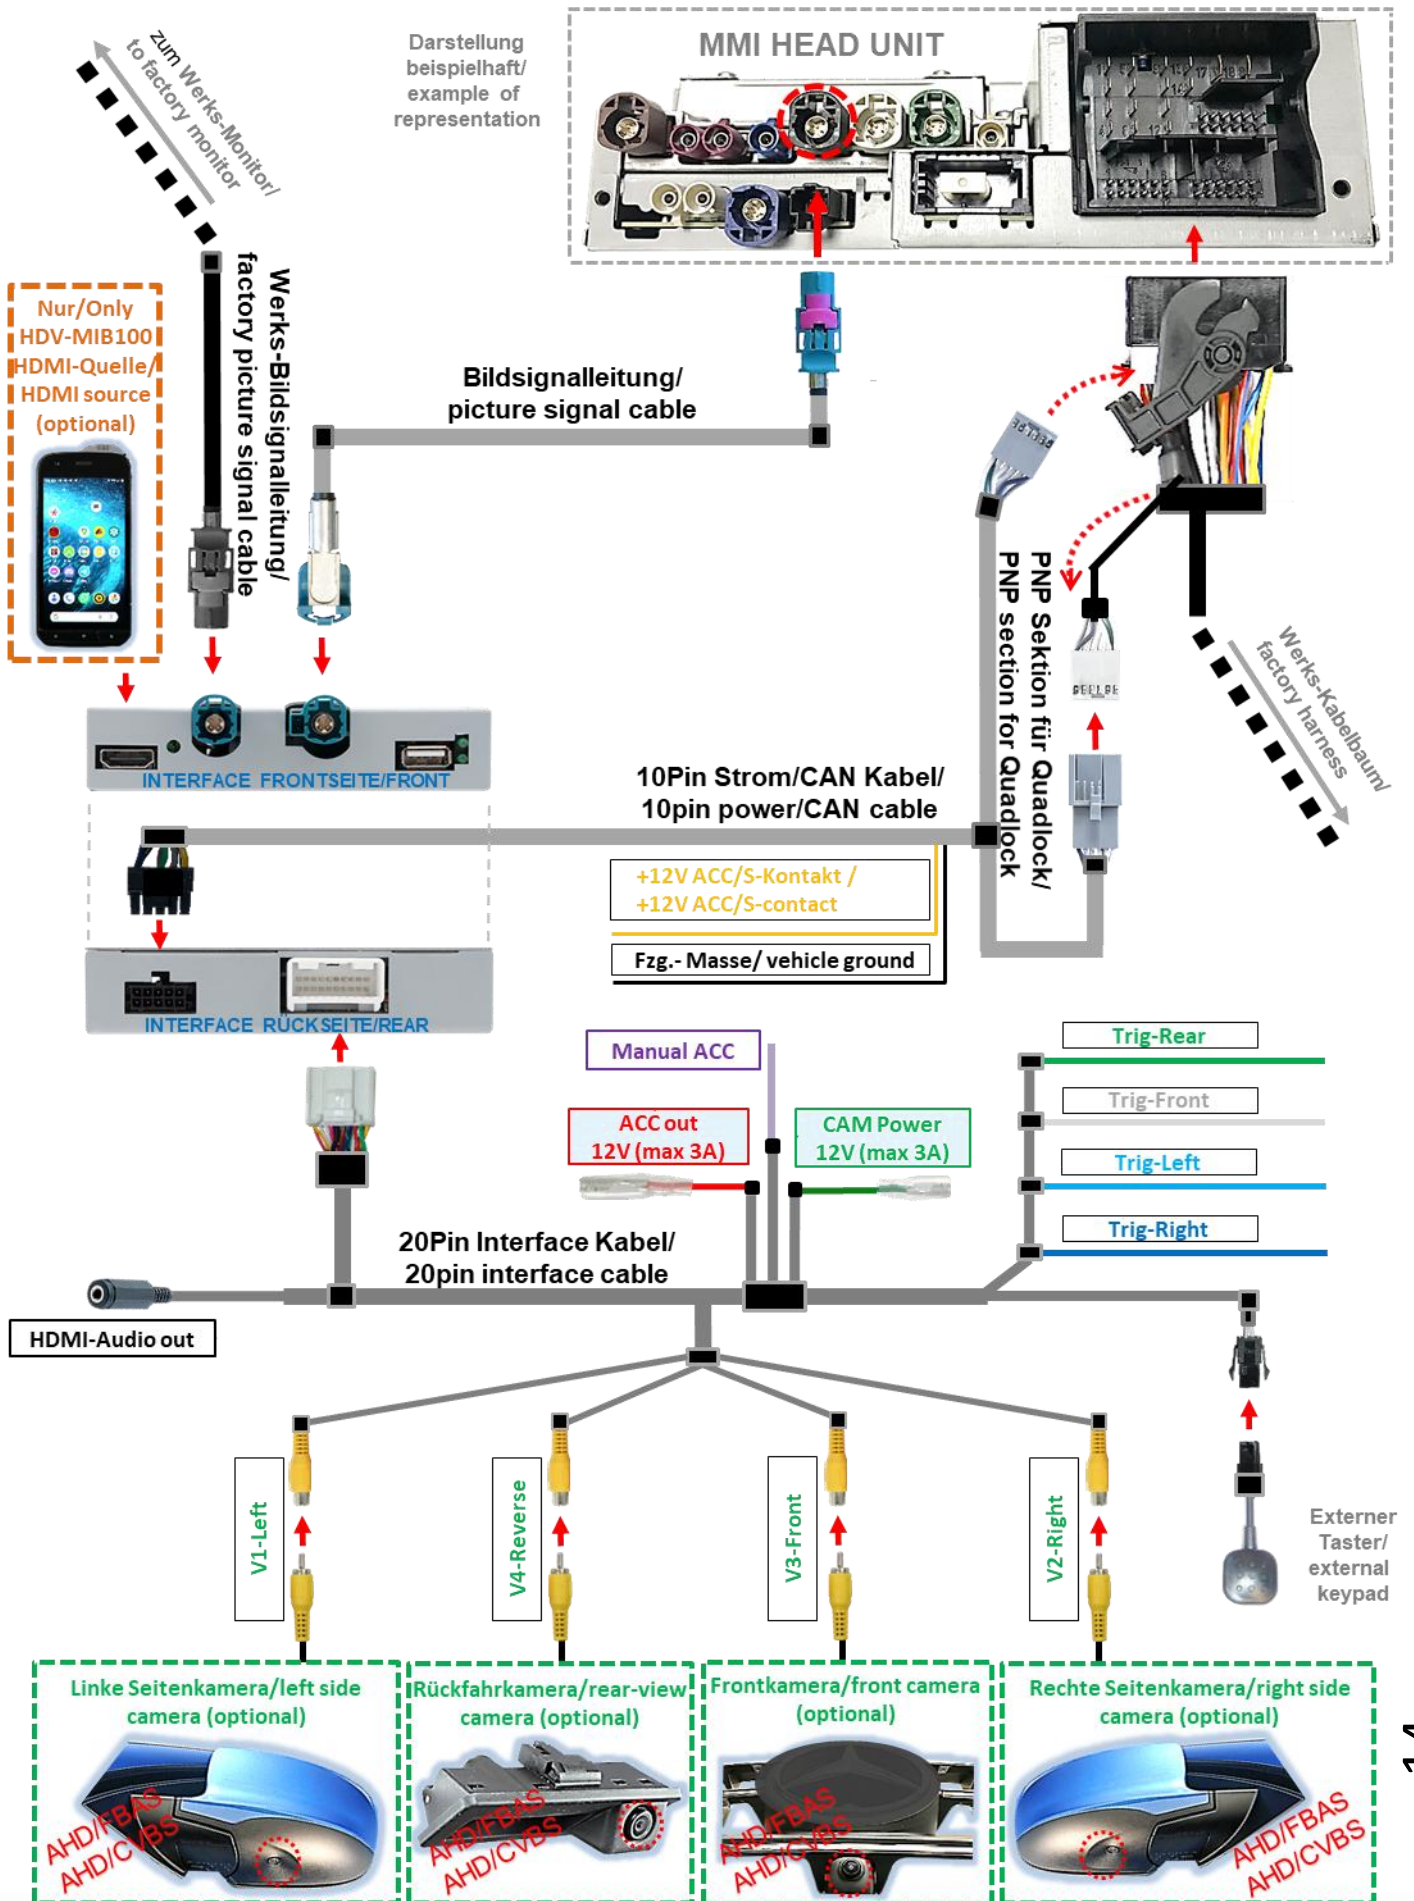 Darstellung
beispielhaft/
example of
representation
MMI HEAD UNIT
zum Werks-Monitor/
to factory monitor
Werks-Bildsignalleitung/
factory picture signal cable
Nur/Only
HDV-MIB100
HDMI-Quelle/
HDMI source
(optional)
Bildsignalleitung/
picture signal cable
PNP Sektion für Quadlock/
PNP section for Quadlock
Werks-Kabelbaum/
factory harness
INTERFACE FRONTSEITE/FRONT
10Pin Strom/CAN Kabel/
10pin power/CAN cable
+12V ACC/S-Kontakt /
+12V ACC/S-contact
Fzg.- Masse/ vehicle ground
INTERFACE RÜCKSEITE/REAR
Manual ACC
ACC out
12V (max 3A)
CAM Power
12V (max 3A)
Trig-Rear
Trig-Front
Trig-Left
Trig-Right
20Pin Interface Kabel/
20pin interface cable
HDMI-Audio out
V1-Left
V4-Reverse
V3-Front
V2-Right
Externer
Taster/
external
keypad
Linke Seitenkamera/left side
camera (optional)
AHD/FBAS
AHD/CVBS
Rückfahrkamera/rear-view
camera (optional)
AHD/FBAS
AHD/CVBS
Frontkamera/front camera
(optional)
AHD/FBAS
AHD/CVBS
Rechte Seitenkamera/right side
camera (optional)
AHD/FBAS
AHD/CVBS